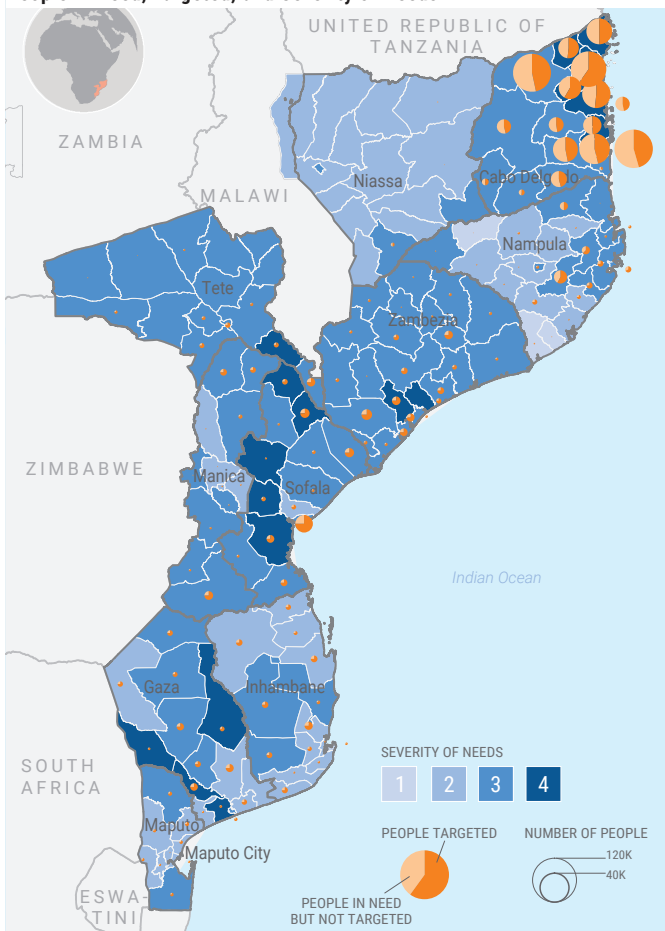 UNITED REPUBLIC OF
TANZANIA
ZAMBIA
MALAWI
Niassa
Cabo Delgado
Nampula
Tete
Zambezia
ZIMBABWE
Manica
Sofala
Indian Ocean
Gaza
Inhambane
SOUTH
AFRICA
Maputo
Maputo City
ESWA-
TINI
SEVERITY OF NEEDS
1 2 3 4
PEOPLE TARGETED
PEOPLE IN NEED
BUT NOT TARGETED
NUMBER OF PEOPLE
120K
40K